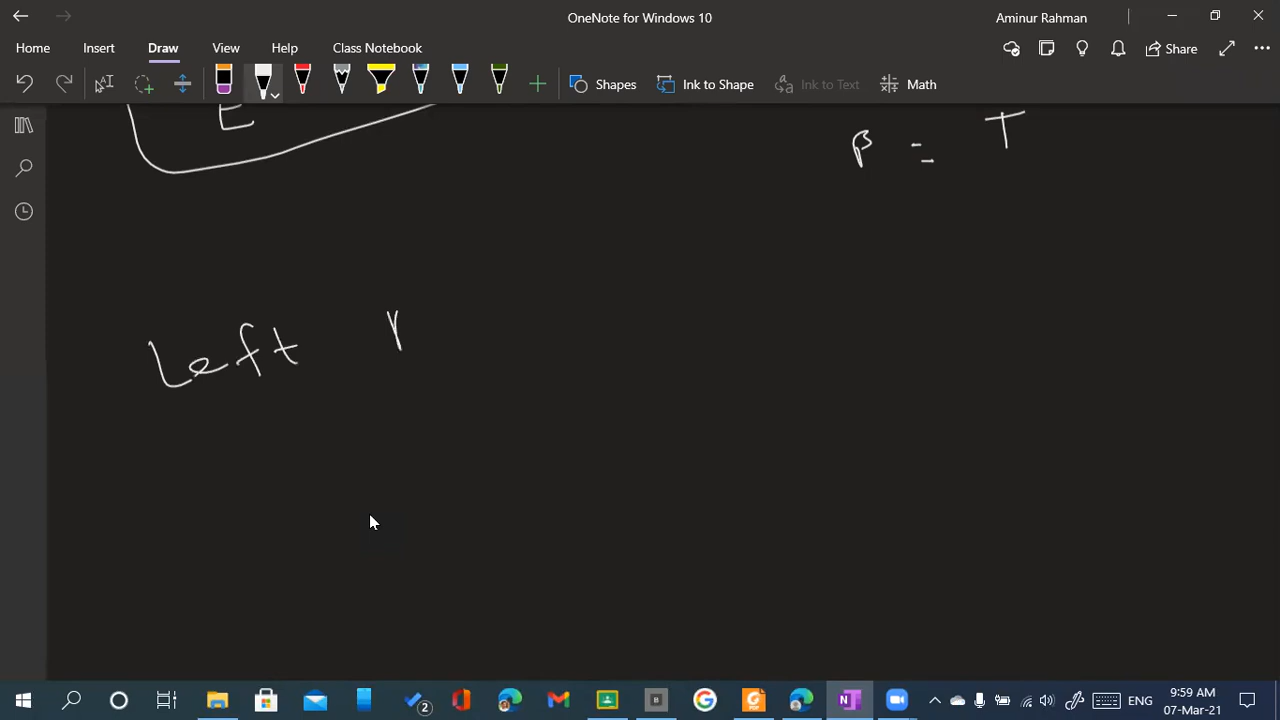 OneNote for Windows 10
Aminur Rahman
Home Insert Draw View Help Class Notebook
Share
Shapes Ink to Shape Ink to Text Math
E
β = T
Left
2
ENG
9:59 AM
07-Mar-21